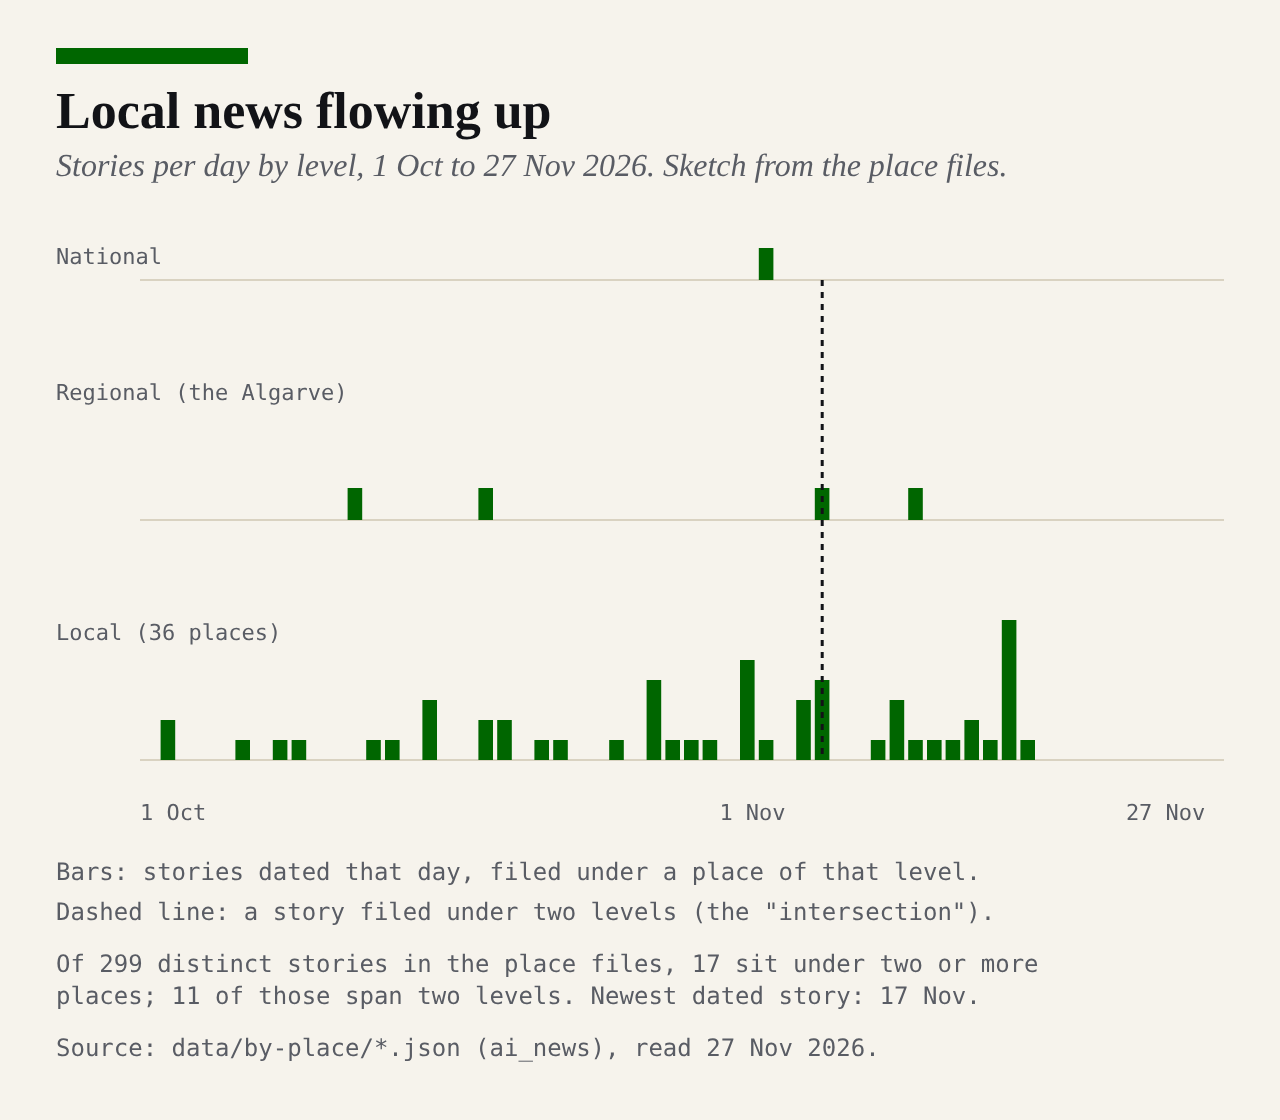 Local news flowing up
Stories per day by level, 1 Oct to 27 Nov 2026. Sketch from the place files.
National
Regional (the Algarve)
Local (36 places)
1 Oct
1 Nov
27 Nov
Bars: stories dated that day, filed under a place of that level.
Dashed line: a story filed under two levels (the "intersection").
Of 299 distinct stories in the place files, 17 sit under two or more
places; 11 of those span two levels. Newest dated story: 17 Nov.
Source: data/by-place/*.json (ai_news), read 27 Nov 2026.